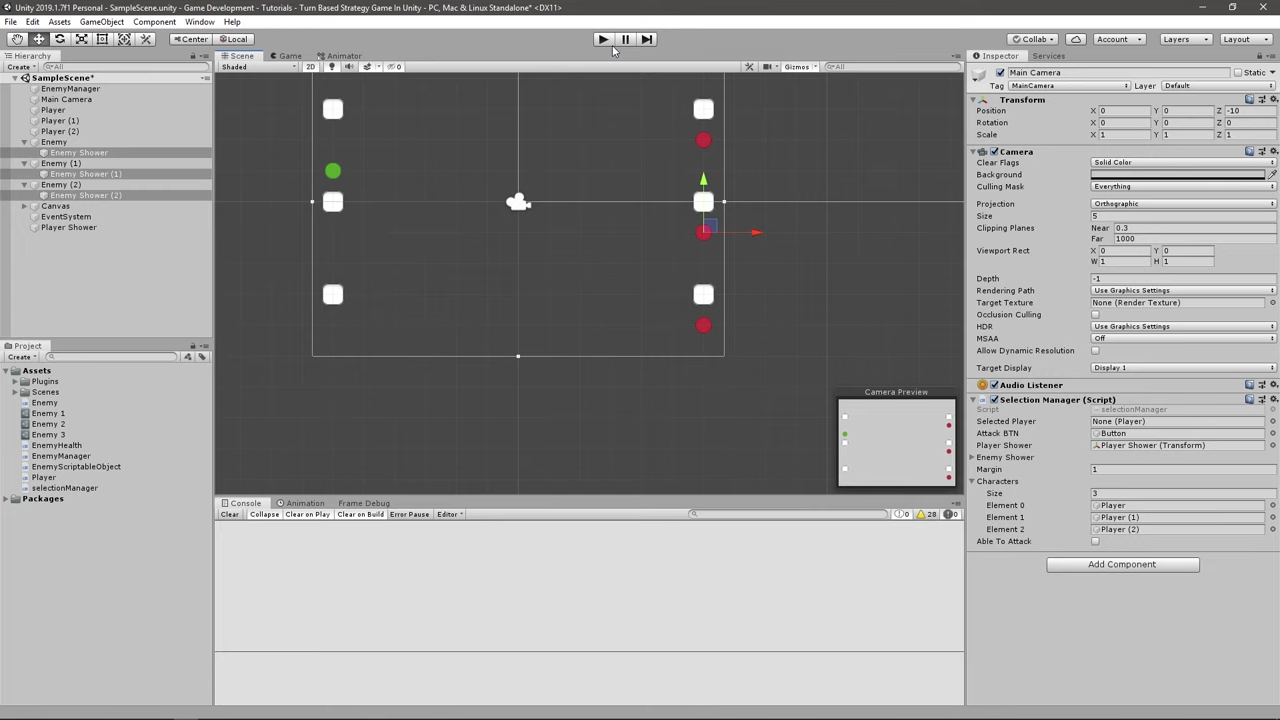 Unity 2019.1.7f1 Personal - SampleScene.unity - Game Development - Tutorials - Turn Based Strategy Game In Unity - PC, Mac & Linux Standalone* <DX11>
File Edit Assets GameObject Component Window Help
Center Local Collab Account Layers Layout
Hierarchy
Create All
SampleScene*
EnemyManager
Main Camera
Player
Player (1)
Player (2)
Enemy
Enemy Shower
Enemy (1)
Enemy Shower (1)
Enemy (2)
Enemy Shower (2)
Canvas
EventSystem
Player Shower
Project
Create
Assets
Plugins
Scenes
Enemy
Enemy 1
Enemy 2
Enemy 3
EnemyHealth
EnemyManager
EnemyScriptableObject
Player
selectionManager
Packages
Scene Game Animator
Shaded 2D 0 Gizmos All
Camera Preview
Console Animation Frame Debug
Clear Collapse Clear on Play Clear on Build Error Pause Editor 0 28 0
Inspector Services
Main Camera Static
Tag MainCamera Layer Default
Transform
Position X 0 Y 0 Z -10
Rotation X 0 Y 0 Z 0
Scale X 1 Y 1 Z 1
Camera
Clear Flags Solid Color
Background
Culling Mask Everything
Projection Orthographic
Size 5
Clipping Planes Near 0.3
Far 1000
Viewport Rect X 0 Y 0
W 1 H 1
Depth -1
Rendering Path Use Graphics Settings
Target Texture None (Render Texture)
Occlusion Culling
HDR Use Graphics Settings
MSAA Off
Allow Dynamic Resolution
Target Display Display 1
Audio Listener
Selection Manager (Script)
Script selectionManager
Selected Player None (Player)
Attack BTN Button
Player Shower Player Shower (Transform)
Enemy Shower
Margin 1
Characters
Size 3
Element 0 Player
Element 1 Player (1)
Element 2 Player (2)
Able To Attack
Add Component